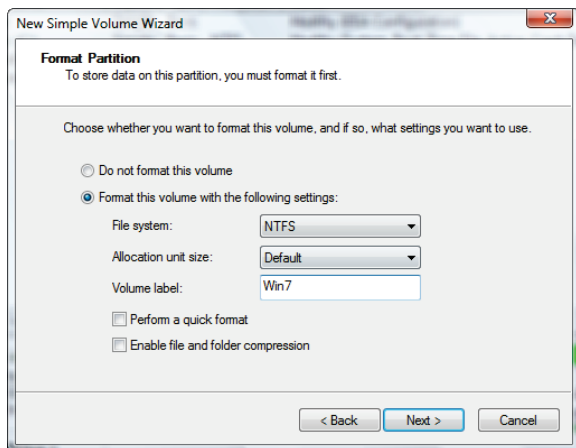 New Simple Volume Wizard
Format Partition
To store data on this partition, you must format it first.
Choose whether you want to format this volume, and if so, what settings you want to use.
Do not format this volume
Format this volume with the following settings:
File system: NTFS
Allocation unit size: Default
Volume label: Win7
Perform a quick format
Enable file and folder compression
< Back Next > Cancel